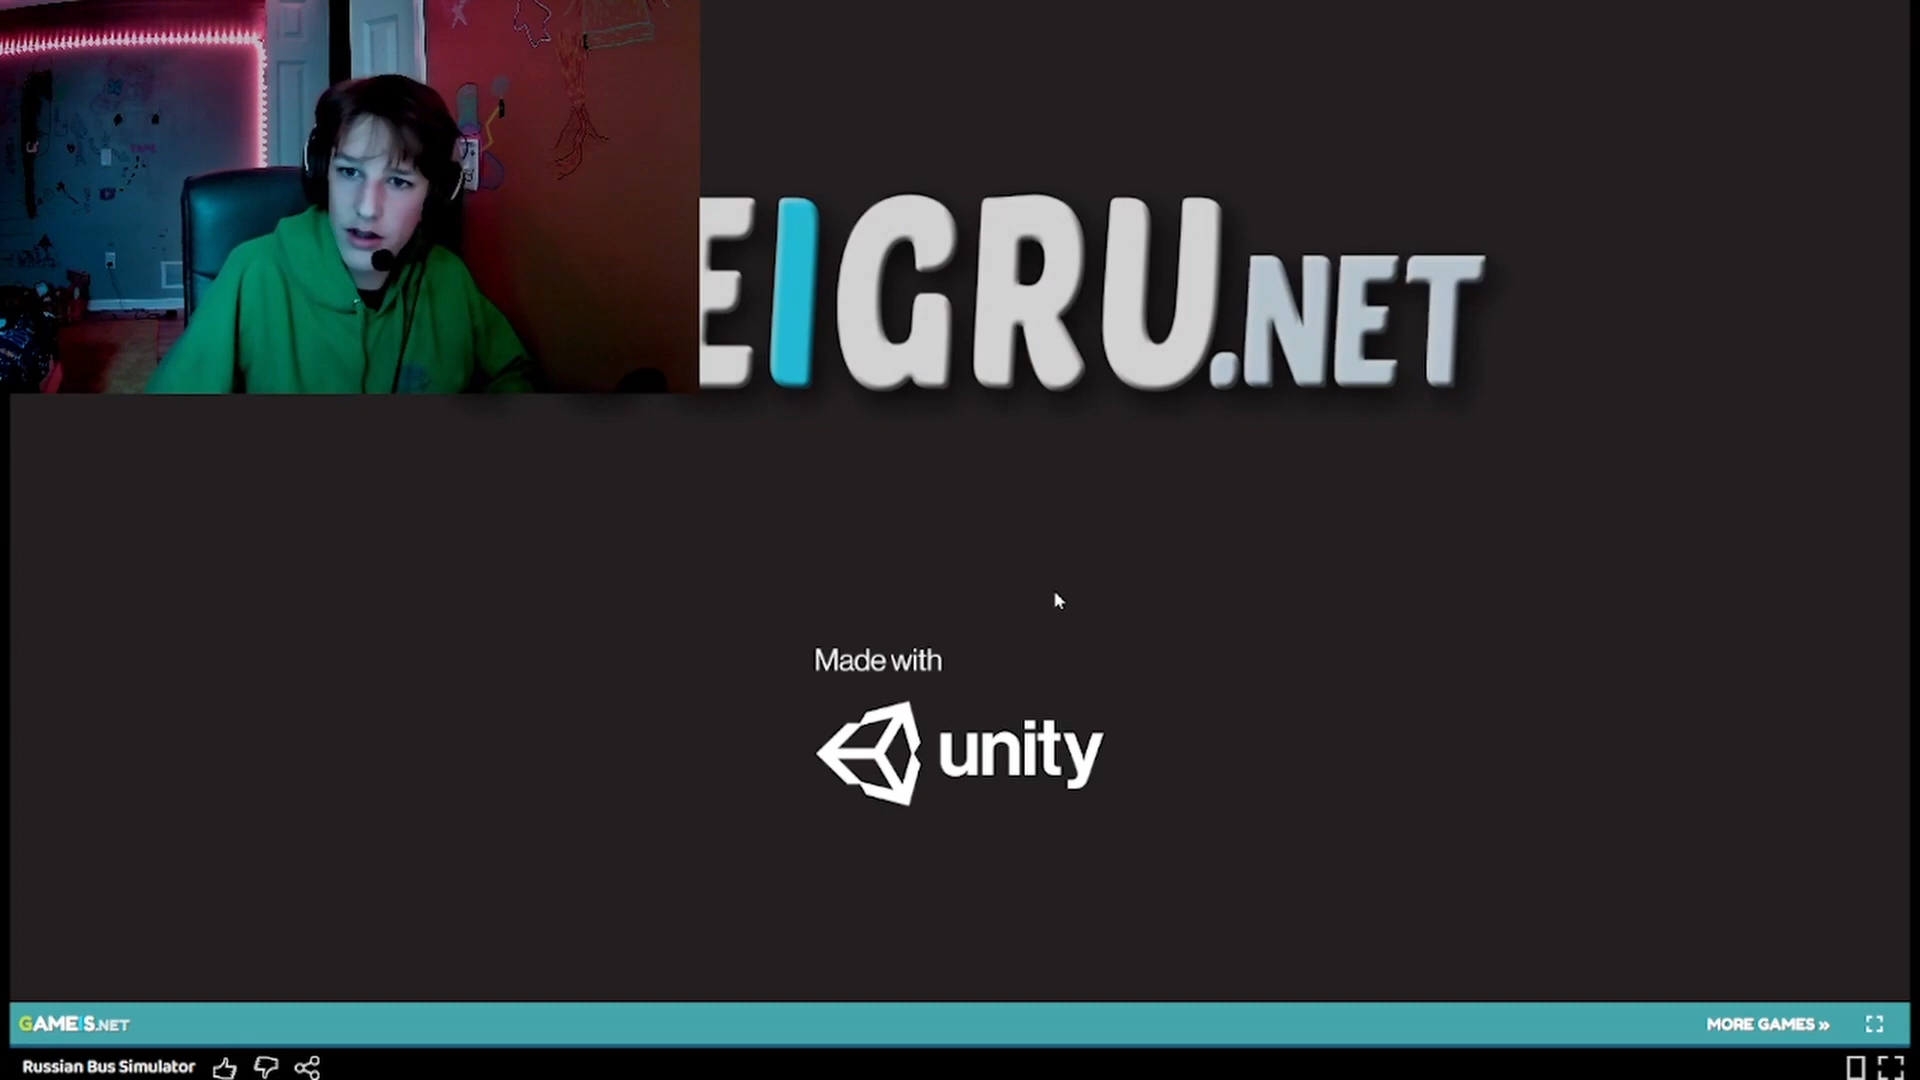 EIGRU.NET
Made with
unity
GAMEIS.NET
MORE GAMES »
Russian Bus Simulator